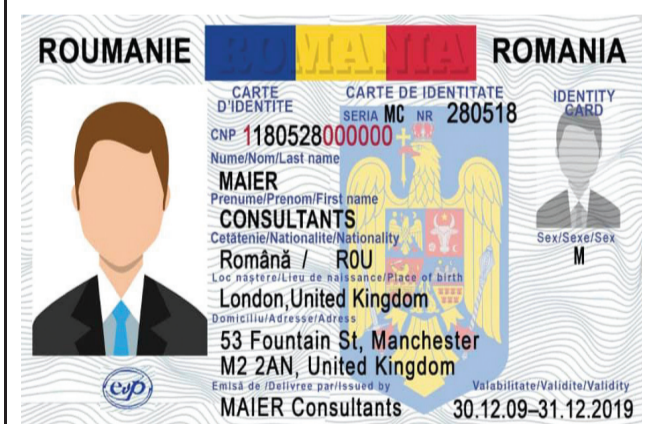 ROUMANIE ROMANIA ROMANIA
CARTE D'IDENTITE
CARTE DE IDENTITATE
IDENTITY CARD
SERIA MC NR 280518
CNP 1180528000000
Nume/Nom/Last name
MAIER
Prenume/Prenom/First name
CONSULTANTS
Cetătenie/Nationalite/Nationality
Sex/Sexe/Sex
Română / R0U
M
Loc naștere/Lieu de naissance/Place of birth
London,United Kingdom
Domiciliu/Adresse/Adress
53 Fountain St, Manchester
M2 2AN, United Kingdom
Emisă de /Delivree par/Issued by
Valabilitate/Validite/Validity
MAIER Consultants
30.12.09–31.12.2019